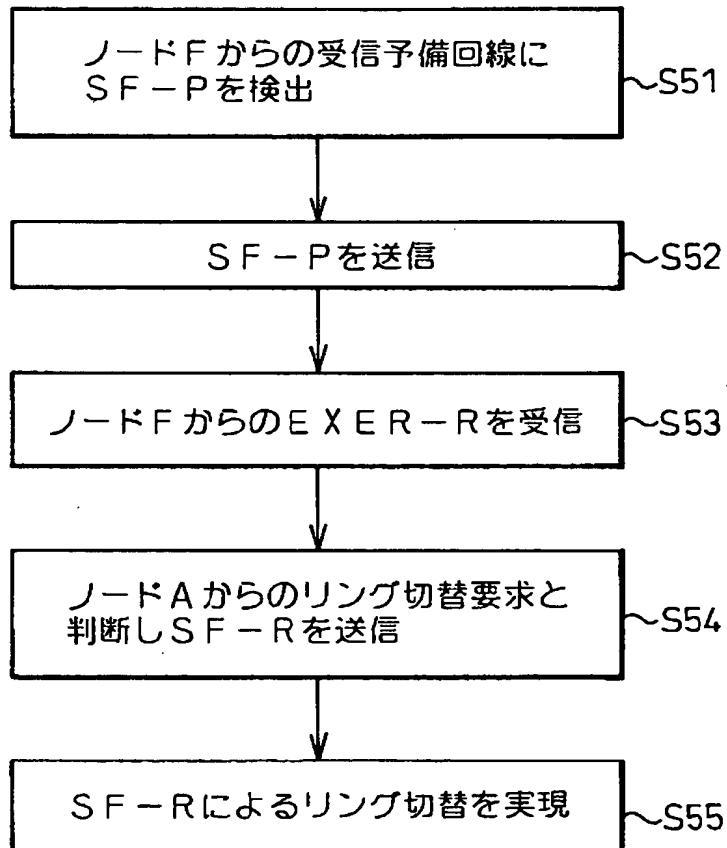 ノードFからの受信予備回線に
SF－Pを検出
～S51
SF－Pを送信
～S52
ノードFからのEXER－Rを受信
～S53
ノードAからのリング切替要求と
判断しSF－Rを送信
～S54
SF－Rによるリング切替を実現
～S55